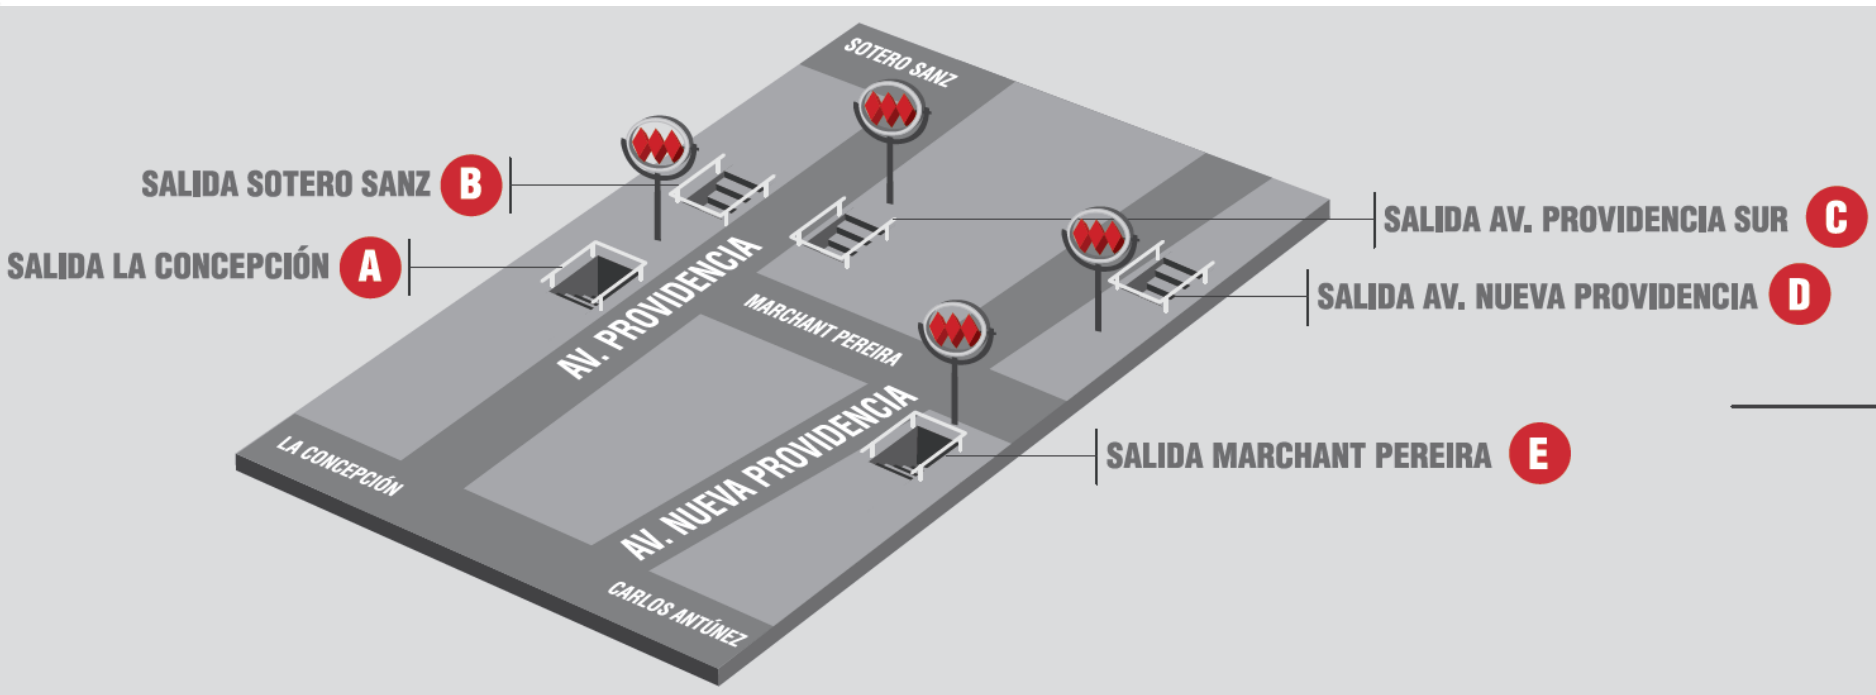 SOTERO SANZ
SALIDA SOTERO SANZ B
SALIDA LA CONCEPCIÓN A
SALIDA AV. PROVIDENCIA SUR C
SALIDA AV. NUEVA PROVIDENCIA D
AV. PROVIDENCIA
MARCHANT PEREIRA
SALIDA MARCHANT PEREIRA E
LA CONCEPCIÓN
AV. NUEVA PROVIDENCIA
CARLOS ANTÚNEZ